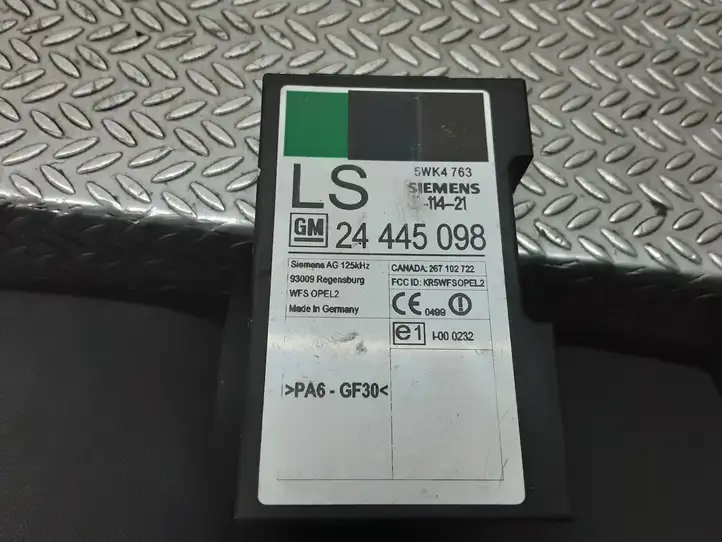 5WK4 763
LS SIEMENS
-114-21
GM 24 445 098
Siemens AG 125kHz
93009 Regensburg
WFS OPEL2
Made in Germany
CANADA: 267 102 722
FCC ID: KR5WFSOPEL2
CE 0499
e1 I-00 0232
>PA6 - GF30<